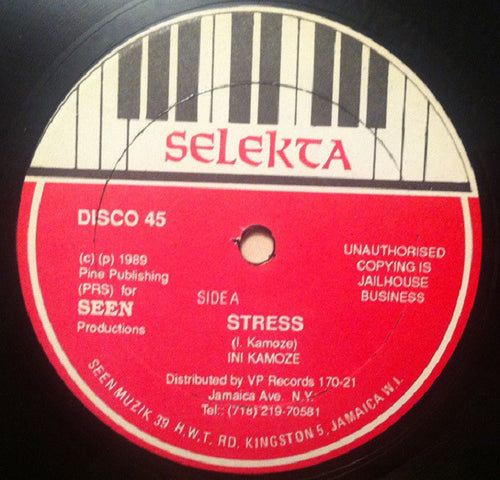 SELEKTA
DISCO 45
(c) (p) 1989
Pine Publishing
(PRS) for
SEEN
Productions
UNAUTHORISED
COPYING IS
JAILHOUSE
BUSINESS
SIDE A
STRESS
(I. Kamoze)
INI KAMOZE
Distributed by VP Records 170-21
Jamaica Ave. N.Y.
Tel:: (718) 219-70581
SEEN MUZIK 39 H.W.T. RD. KINGSTON 5, JAMAICA W.I.